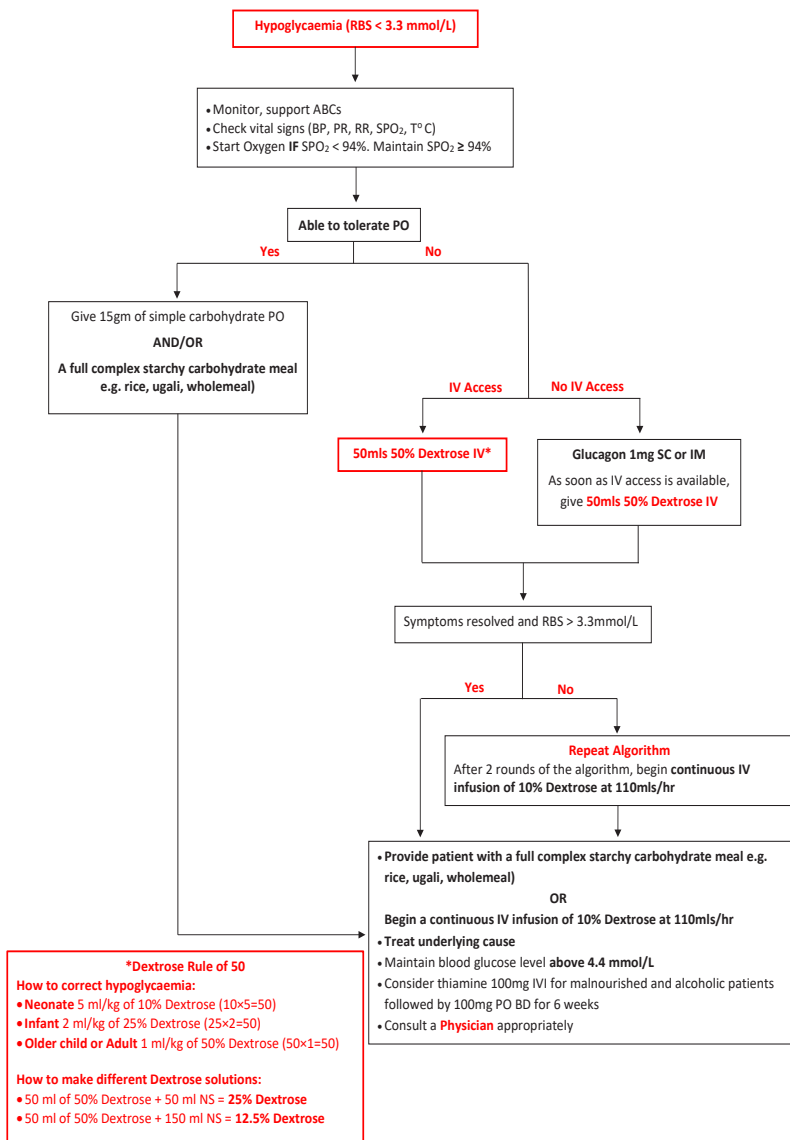 Hypoglycaemia (RBS < 3.3 mmol/L)
• Monitor, support ABCs
• Check vital signs (BP, PR, RR, SPO₂, T° C)
• Start Oxygen IF SPO₂ < 94%. Maintain SPO₂ ≥ 94%
Able to tolerate PO
Yes
No
Give 15gm of simple carbohydrate PO
AND/OR
A full complex starchy carbohydrate meal
e.g. rice, ugali, wholemeal)
IV Access
No IV Access
50mls 50% Dextrose IV*
Glucagon 1mg SC or IM
As soon as IV access is available,
give 50mls 50% Dextrose IV
Symptoms resolved and RBS > 3.3mmol/L
Yes
No
Repeat Algorithm
After 2 rounds of the algorithm, begin continuous IV
infusion of 10% Dextrose at 110mls/hr
• Provide patient with a full complex starchy carbohydrate meal e.g.
rice, ugali, wholemeal)
OR
Begin a continuous IV infusion of 10% Dextrose at 110mls/hr
• Treat underlying cause
• Maintain blood glucose level above 4.4 mmol/L
• Consider thiamine 100mg IVI for malnourished and alcoholic patients
followed by 100mg PO BD for 6 weeks
• Consult a Physician appropriately
*Dextrose Rule of 50
How to correct hypoglycaemia:
• Neonate 5 ml/kg of 10% Dextrose (10×5=50)
• Infant 2 ml/kg of 25% Dextrose (25×2=50)
• Older child or Adult 1 ml/kg of 50% Dextrose (50×1=50)
How to make different Dextrose solutions:
• 50 ml of 50% Dextrose + 50 ml NS = 25% Dextrose
• 50 ml of 50% Dextrose + 150 ml NS = 12.5% Dextrose